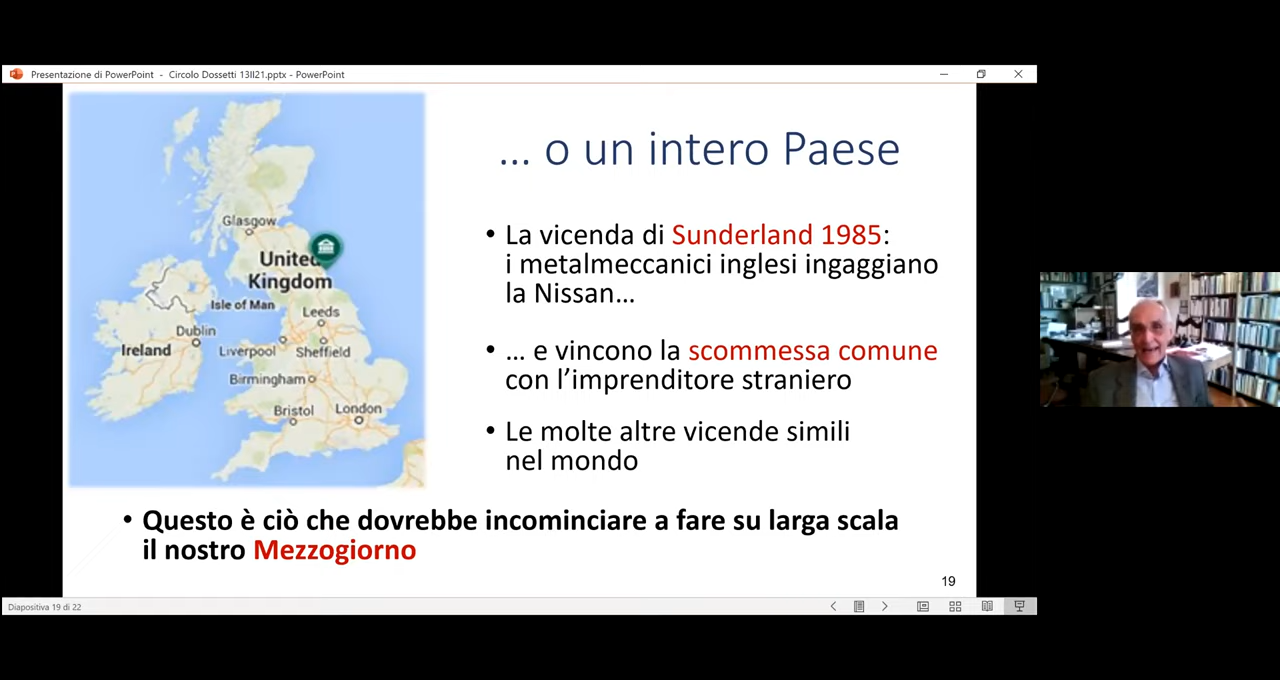 Presentazione di PowerPoint - Circolo Dossetti 13II21.pptx - PowerPoint
… o un intero Paese
Glasgow
United
Kingdom
Isle of Man
Leeds
Dublin
Ireland
Liverpool
Sheffield
Birmingham
Bristol
London
• La vicenda di Sunderland 1985:
i metalmeccanici inglesi ingaggiano
la Nissan…
• … e vincono la scommessa comune
con l’imprenditore straniero
• Le molte altre vicende simili
nel mondo
• Questo è ciò che dovrebbe incominciare a fare su larga scala
il nostro Mezzogiorno
19
Diapositiva 19 di 22